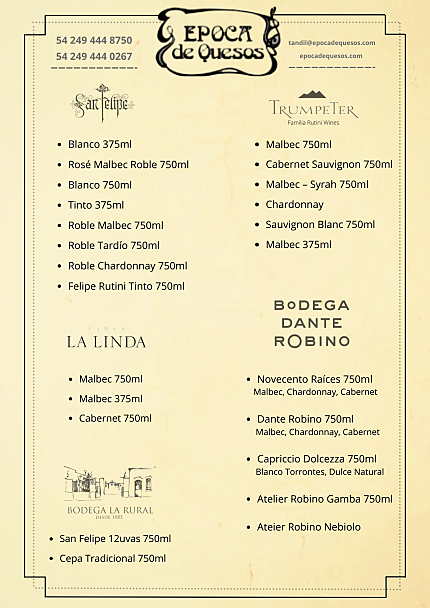 EPOCA
de Quesos
54 249 444 8750
54 249 444 0267
tandil@epocadequesos.com
epocadequesos.com
San felipe
Blanco 375ml
Rosé Malbec Roble 750ml
Blanco 750ml
Tinto 375ml
Roble Malbec 750ml
Roble Tardío 750ml
Roble Chardonnay 750ml
Felipe Rutini Tinto 750ml
TRUMPETER
Familia Rutini Wines
Malbec 750ml
Cabernet Sauvignon 750ml
Malbec – Syrah 750ml
Chardonnay
Sauvignon Blanc 750ml
Malbec 375ml
FINCA
LA LINDA
Malbec 750ml
Malbec 375ml
Cabernet 750ml
BODEGA
DANTE
ROBINO
Novecento Raíces 750ml
Malbec, Chardonnay, Cabernet
Dante Robino 750ml
Malbec, Chardonnay, Cabernet
Capriccio Dolcezza 750ml
Blanco Torrontes, Dulce Natural
Atelier Robino Gamba 750ml
Ateier Robino Nebiolo
BODEGA LA RURAL
DESDE 1885
San Felipe 12uvas 750ml
Cepa Tradicional 750ml